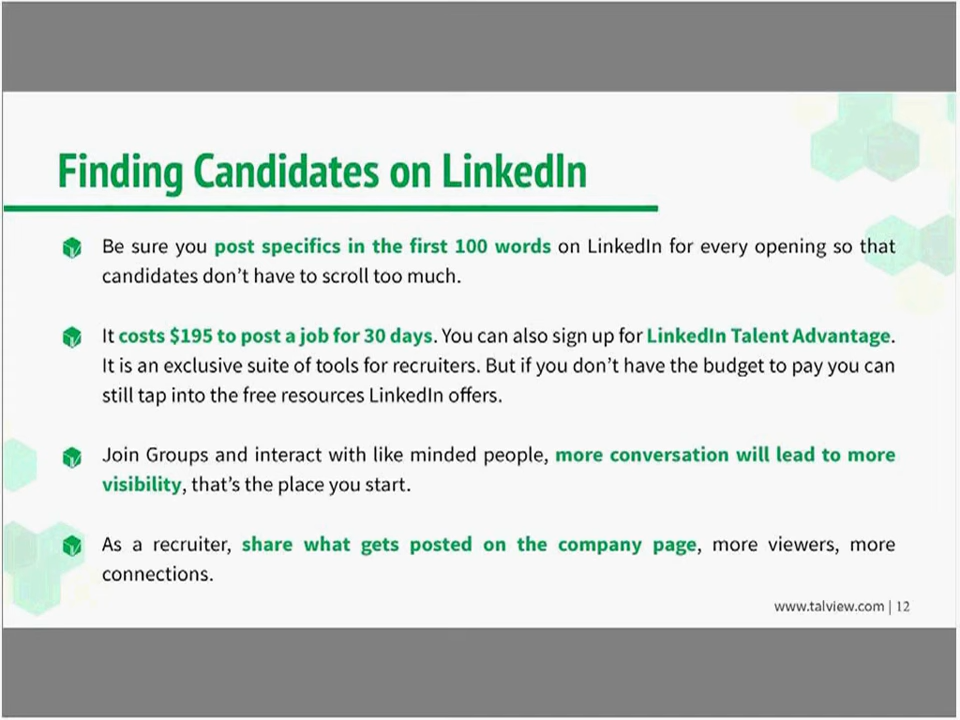 Finding Candidates on LinkedIn
Be sure you post specifics in the first 100 words on LinkedIn for every opening so that
candidates don’t have to scroll too much.
It costs $195 to post a job for 30 days. You can also sign up for LinkedIn Talent Advantage.
It is an exclusive suite of tools for recruiters. But if you don’t have the budget to pay you can
still tap into the free resources LinkedIn offers.
Join Groups and interact with like minded people, more conversation will lead to more
visibility, that’s the place you start.
As a recruiter, share what gets posted on the company page, more viewers, more
connections.
www.talview.com | 12